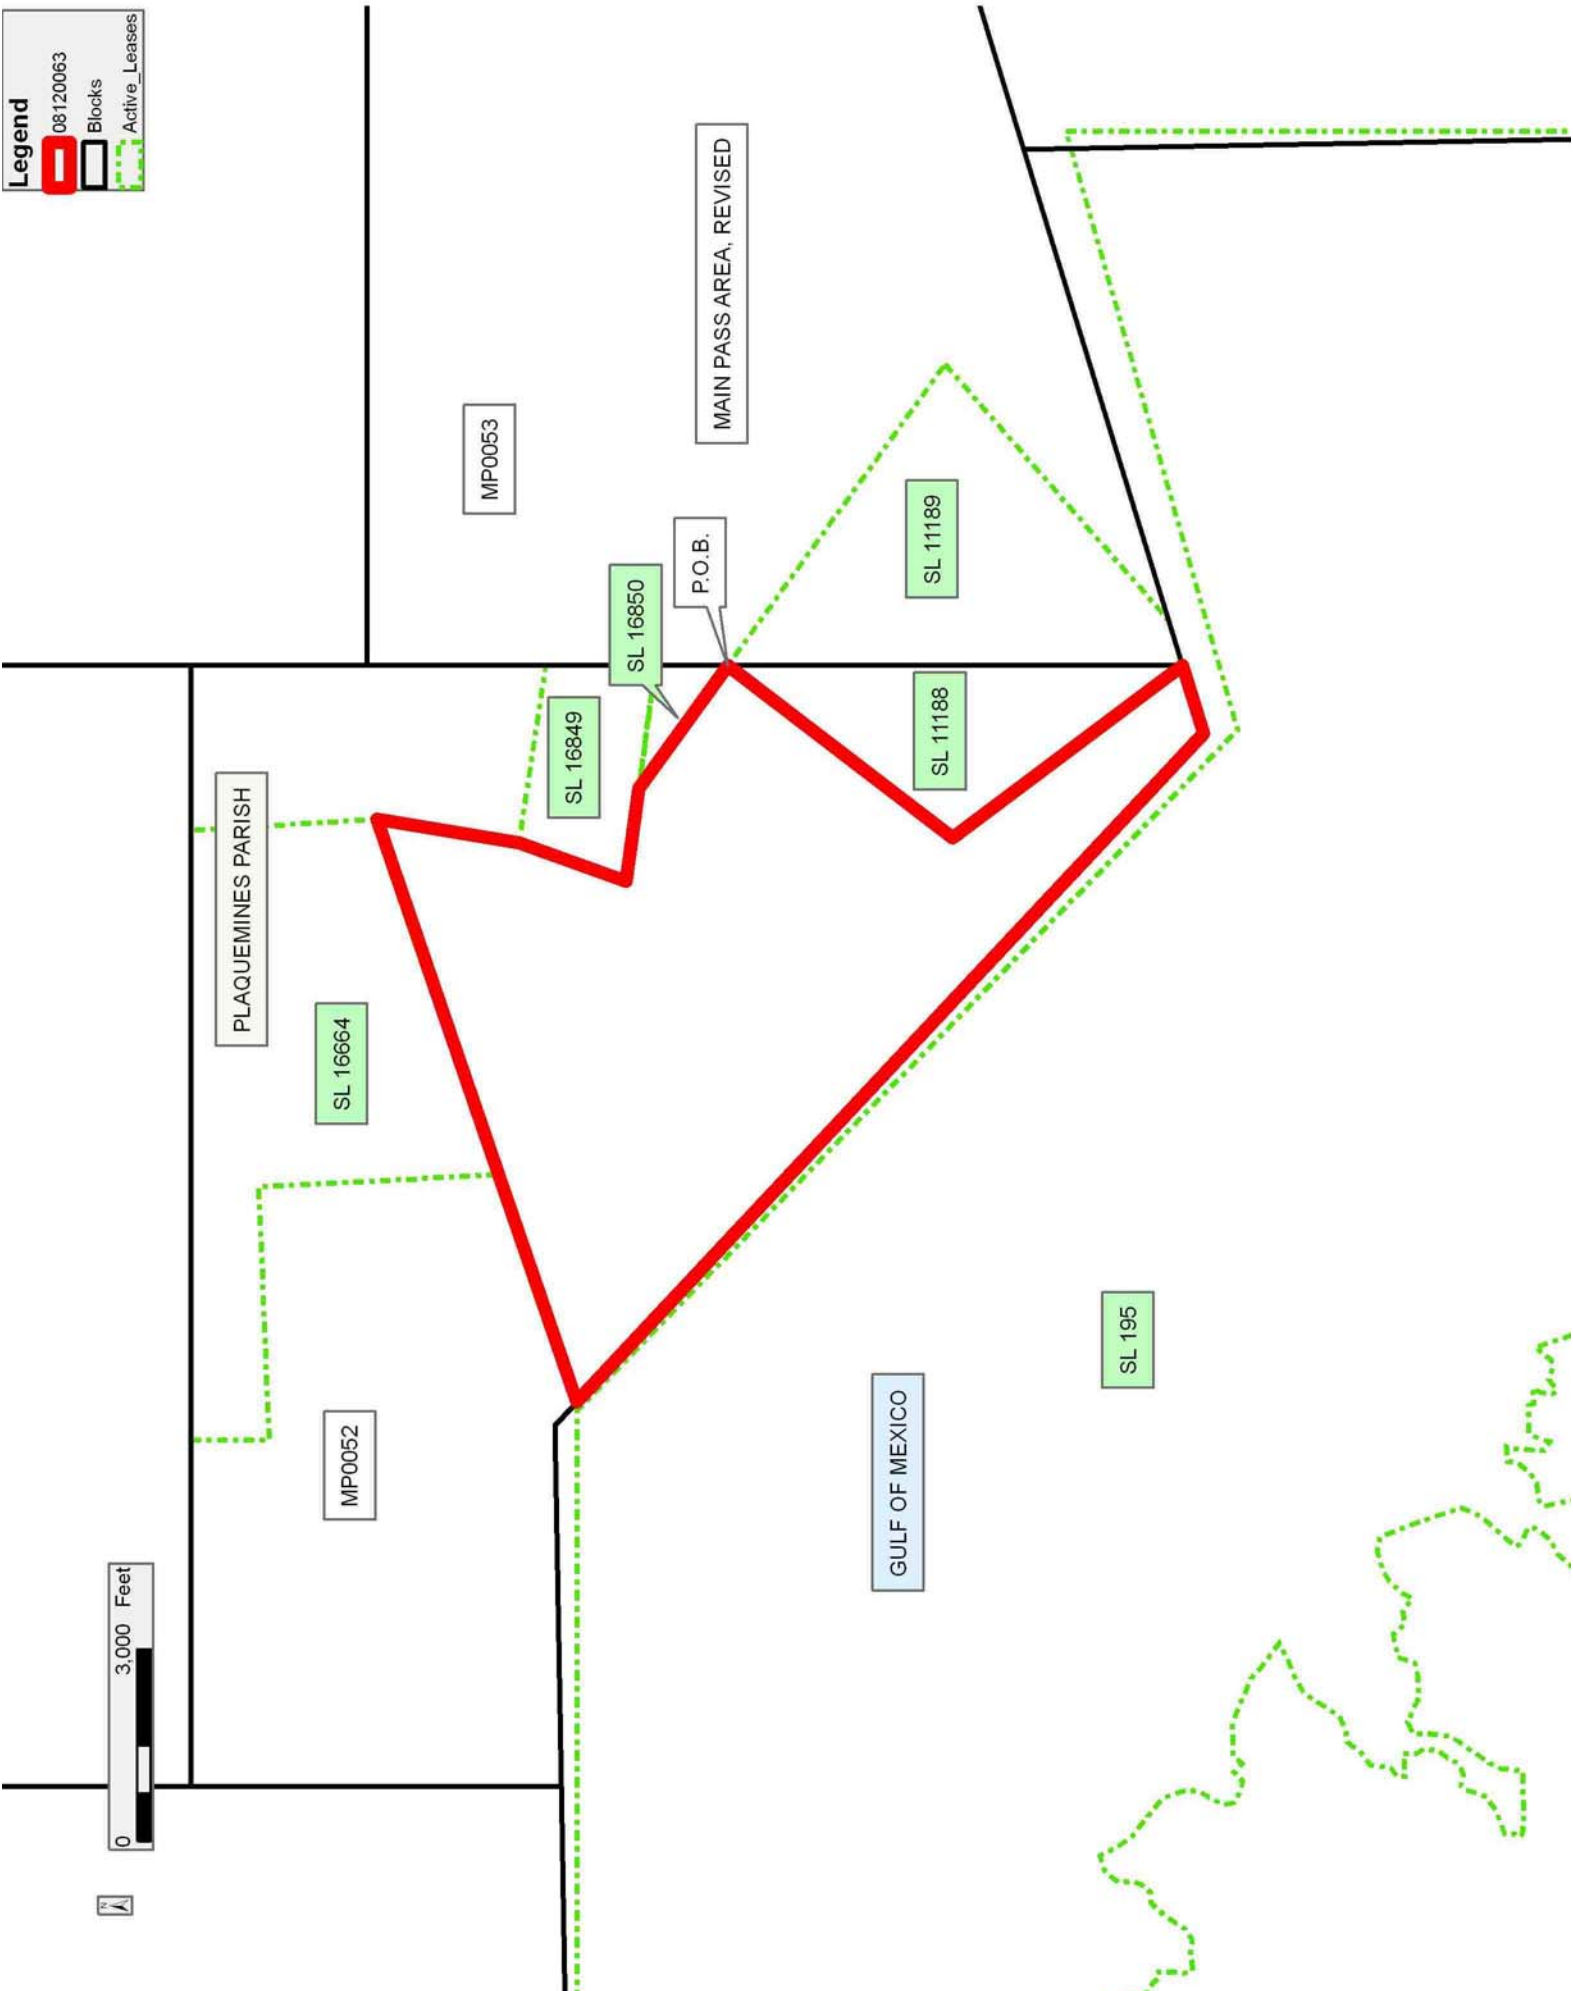 Legend
08120063
Blocks
Active_Leases
0 3,000 Feet
N
PLAQUEMINES PARISH
SL 16664
MP0052
MP0053
SL 16849
SL 16850
P.O.B.
MAIN PASS AREA, REVISED
SL 11188
SL 11189
GULF OF MEXICO
SL 195